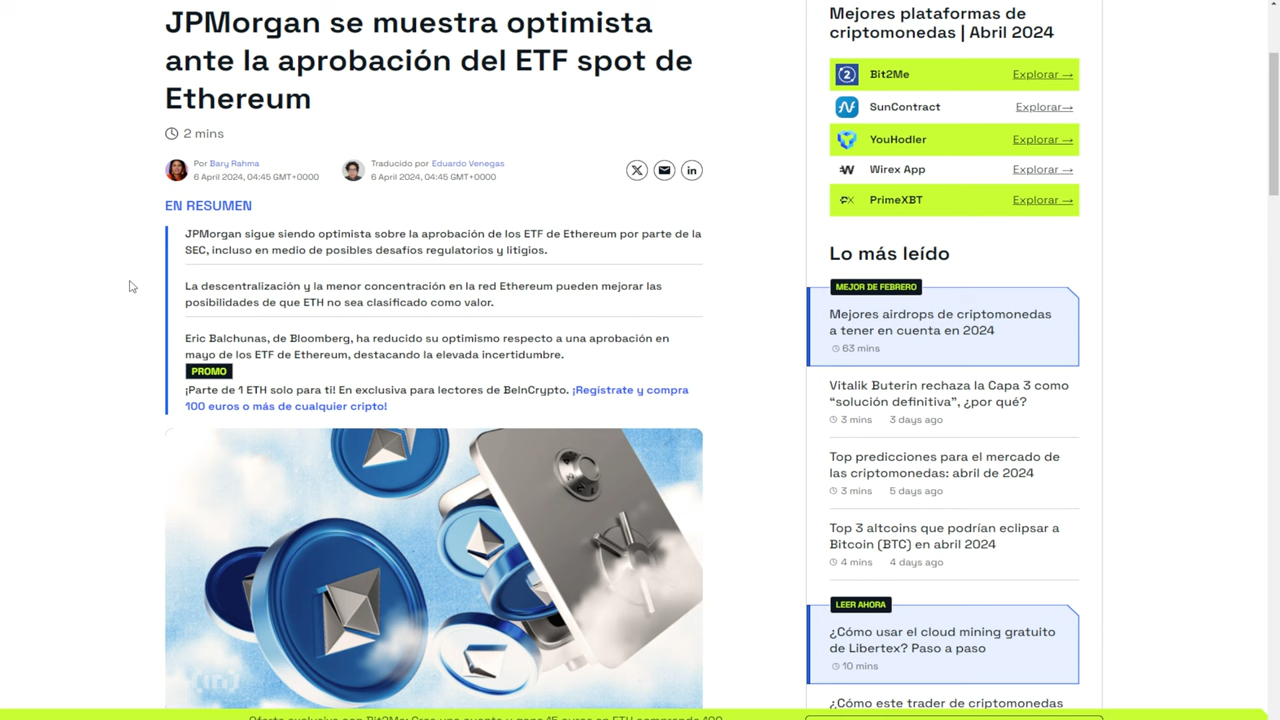 JPMorgan se muestra optimista
ante la aprobación del ETF spot de
Ethereum
2 mins
Por Bary Rahma
6 April 2024, 04:45 GMT+0000
Traducido por Eduardo Venegas
6 April 2024, 04:45 GMT+0000
EN RESUMEN
JPMorgan sigue siendo optimista sobre la aprobación de los ETF de Ethereum por parte de la
SEC, incluso en medio de posibles desafíos regulatorios y litigios.
La descentralización y la menor concentración en la red Ethereum pueden mejorar las
posibilidades de que ETH no sea clasificado como valor.
Eric Balchunas, de Bloomberg, ha reducido su optimismo respecto a una aprobación en
mayo de los ETF de Ethereum, destacando la elevada incertidumbre.
PROMO
¡Parte de 1 ETH solo para ti! En exclusiva para lectores de BeInCrypto. ¡Regístrate y compra
100 euros o más de cualquier cripto!
Mejores plataformas de
criptomonedas | Abril 2024
Bit2Me Explorar →
SunContract Explorar→
YouHodler Explorar →
Wirex App Explorar →
PrimeXBT Explorar →
Lo más leído
MEJOR DE FEBRERO
Mejores airdrops de criptomonedas
a tener en cuenta en 2024
63 mins
Vitalik Buterin rechaza la Capa 3 como
“solución definitiva”, ¿por qué?
3 mins 3 days ago
Top predicciones para el mercado de
las criptomonedas: abril de 2024
3 mins 5 days ago
Top 3 altcoins que podrían eclipsar a
Bitcoin (BTC) en abril 2024
4 mins 4 days ago
LEER AHORA
¿Cómo usar el cloud mining gratuito
de Libertex? Paso a paso
10 mins
¿Cómo este trader de criptomonedas